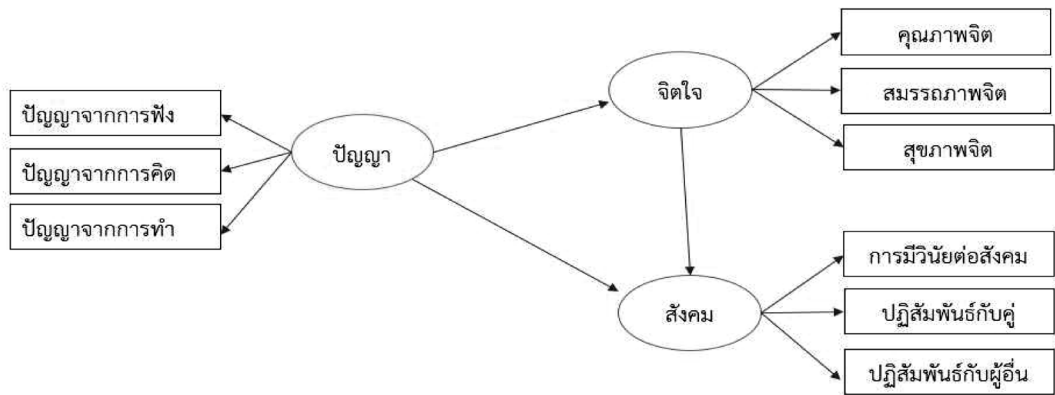 ปัญญาจากการฟัง
ปัญญาจากการคิด
ปัญญาจากการทำ
ปัญญา
จิตใจ
สังคม
คุณภาพจิต
สมรรถภาพจิต
สุขภาพจิต
การมีวินัยต่อสังคม
ปฏิสัมพันธ์กับคู่
ปฏิสัมพันธ์กับผู้อื่น